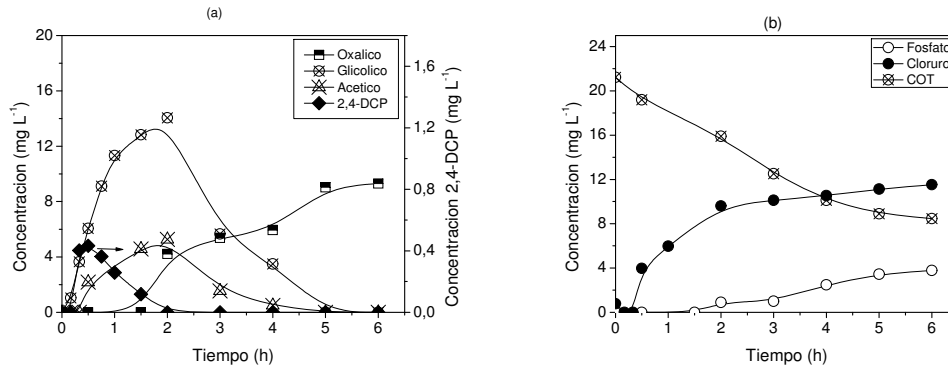 (a)
20
16
12
8
4
0
0
1
2
3
4
5
6
Tiempo (h)
Concentracion (mg L⁻¹)
Oxalico
Glicolico
Acetico
2,4-DCP
1,6
1,2
0,8
0,4
0,0
Concentracion 2,4-DCP (mg L⁻¹)
(b)
24
20
16
12
8
4
0
0
1
2
3
4
5
6
Tiempo (h)
Concentracion (mg L⁻¹)
Fosfato
Cloruro
COT